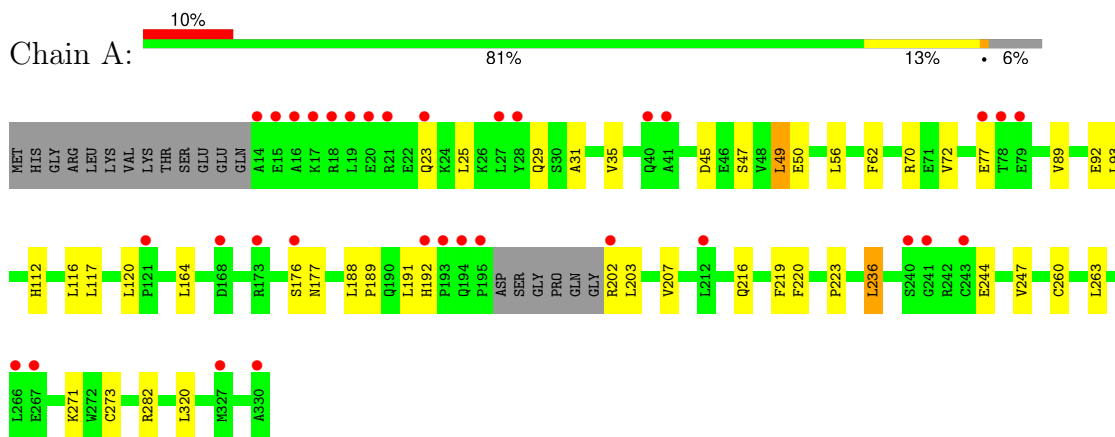 10%
Chain A:
81% 13% • 6%
MET HIS GLY ARG LEU LYS VAL LYS THR SER GLU GLU GLN A14 E15 A16 K17 R18 L19 E20 R21 E22 Q23 K24 L25 K26 L27 Y28 Q29 S30 A31 V35 Q40 A41 D45 E46 S47 V48 L49 E50 L56 F62 R70 E71 V72 E77 T78 E79 V89 E92 L93
H112 L116 L117 L120 P121 L164 D168 R173 S176 N177 L188 P189 Q190 L191 H192 P193 Q194 P195 ASP SER GLY PRO GLN GLY R202 L203 V207 L212 Q216 F219 F220 P223 L236 S240 G241 R242 C243 E244 V247 C260 L263
L266 E267 K271 W272 C273 R282 L320 M327 A330